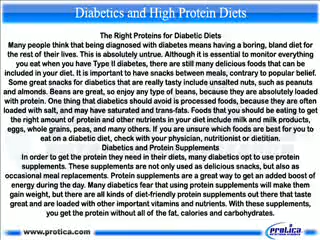 Diabetics and High Protein Diets
The Right Proteins for Diabetic Diets
Many people think that being diagnosed with diabetes means having a boring, bland diet for
the rest of their lives. This is absolutely untrue. Although it is essential to monitor everything
you eat when you have Type II diabetes, there are still many delicious foods that can be
included in your diet. It is important to have snacks between meals, contrary to popular belief.
Some great snacks for diabetics that are really tasty include unsalted nuts, such as peanuts
and almonds. Beans are great, so enjoy any type of beans, because they are absolutely loaded
with protein. One thing that diabetics should avoid is processed foods, because they are often
loaded with salt, and may have saturated and trans-fats. Foods that you should be eating to get
the right amount of protein and other nutrients in your diet include milk and milk products,
eggs, whole grains, peas, and many others. If you are unsure which foods are best for you to
eat on a diabetic diet, check with your physician, nutritionist or dietitian.
Diabetics and Protein Supplements
In order to get the protein they need in their diets, many diabetics opt to use protein
supplements. These supplements are not only used as delicious snacks, but also as
occasional meal replacements. Protein supplements are a great way to get an added boost of
energy during the day. Many diabetics fear that using protein supplements will make them
gain weight, but there are all kinds of diet-friendly protein supplements out there that taste
great and are loaded with other important vitamins and nutrients. With these supplements,
you get the protein without all of the fat, calories and carbohydrates.
www.protica.com
protica